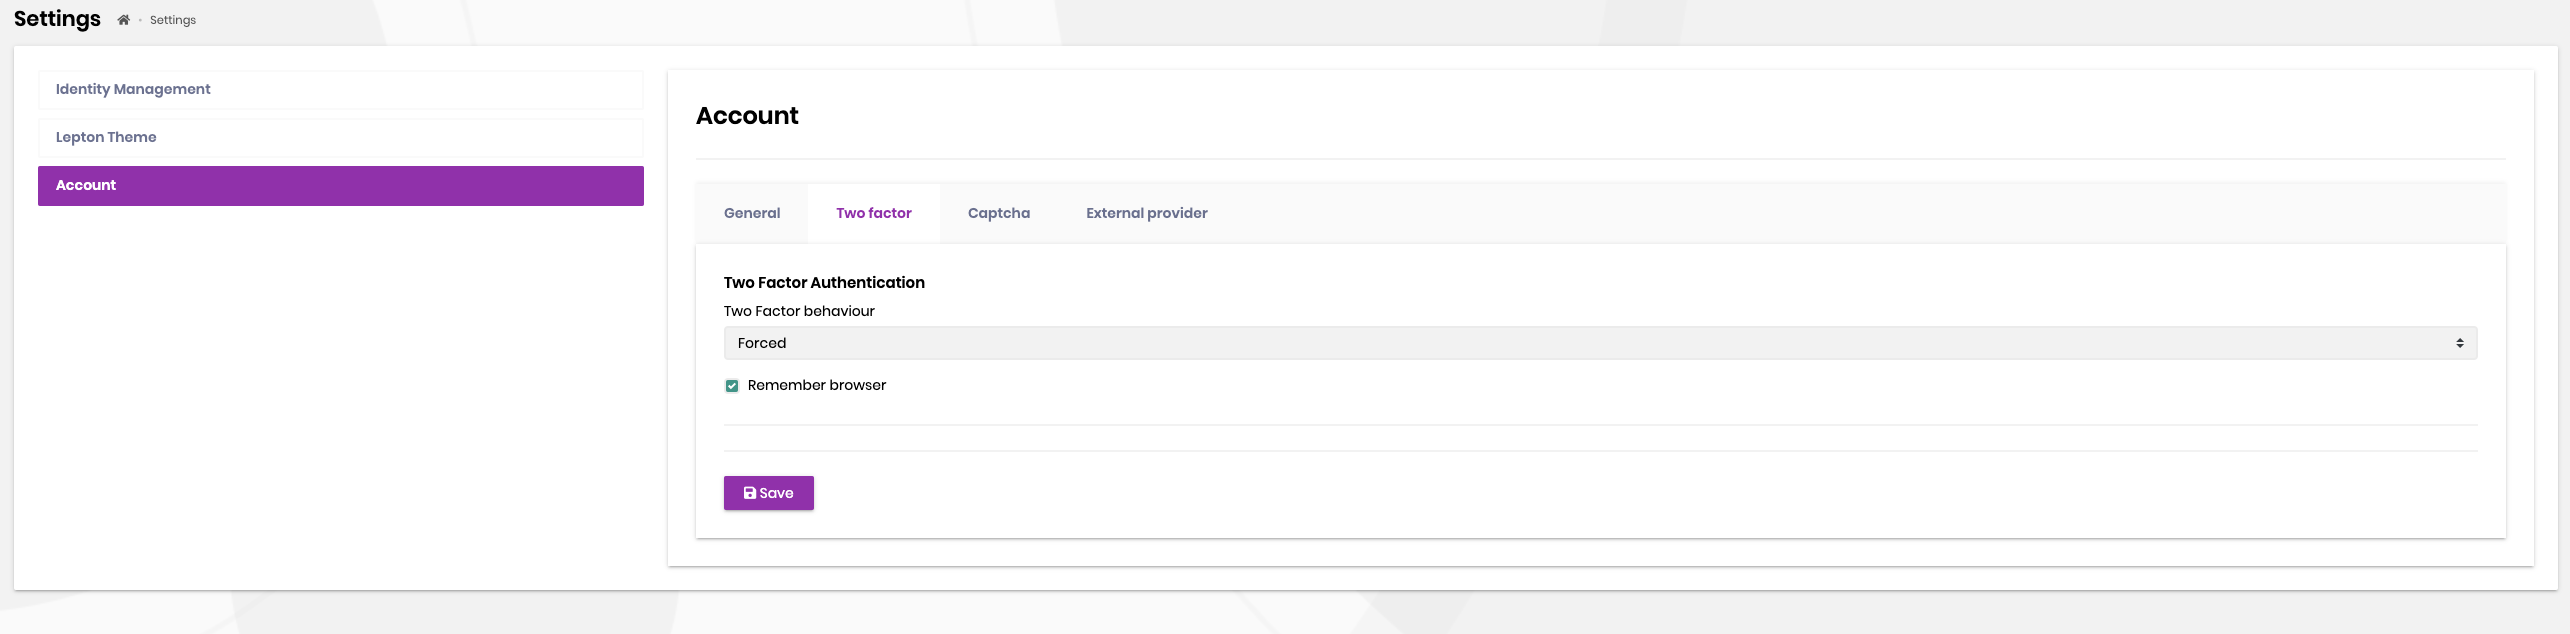 Settings
Settings
Identity Management
Lepton Theme
Account
Account
General Two factor Captcha External provider
Two Factor Authentication
Two Factor behaviour
Forced
Remember browser
Save